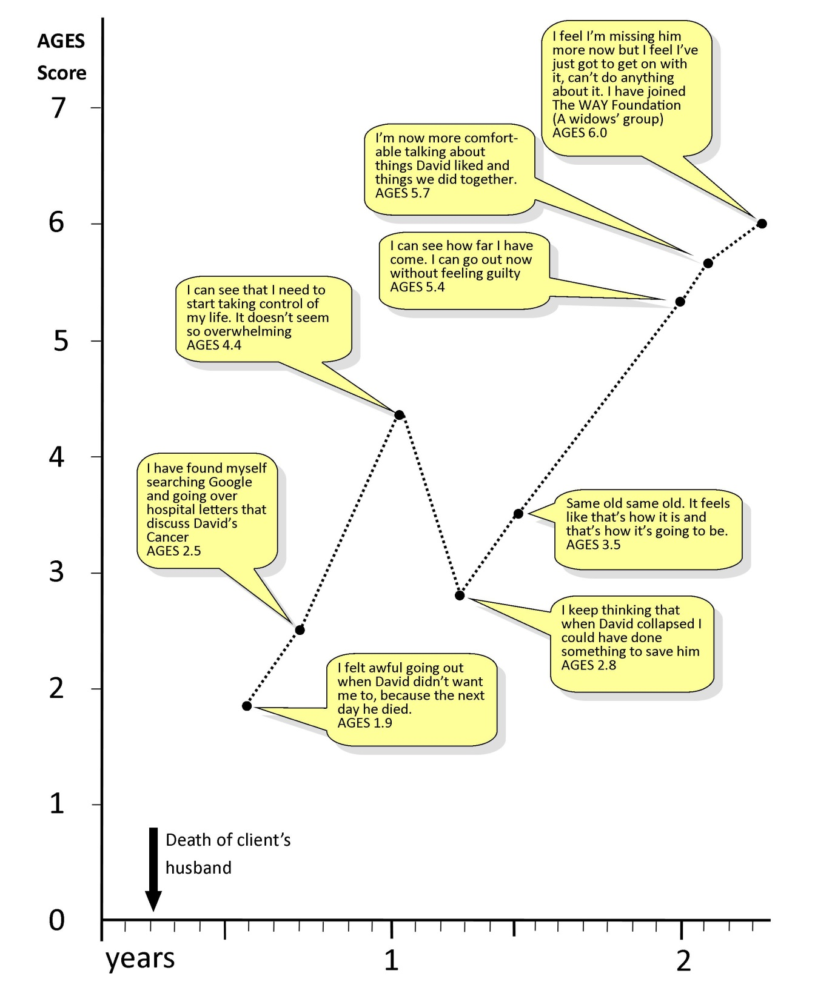 AGES
Score
7
6
5
4
3
2
1
0
I feel I’m missing him
more now but I feel I’ve
just got to get on with
it, can’t do anything
about it. I have joined
The WAY Foundation
(A widows’ group)
AGES 6.0
I’m now more comfort-
able talking about
things David liked and
things we did together.
AGES 5.7
I can see how far I have
come. I can go out now
without feeling guilty
AGES 5.4
I can see that I need to
start taking control of
my life. It doesn’t seem
so overwhelming
AGES 4.4
I have found myself
searching Google
and going over
hospital letters that
discuss David’s
Cancer
AGES 2.5
Same old same old. It feels
like that’s how it is and
that’s how it’s going to be.
AGES 3.5
I keep thinking that
when David collapsed I
could have done
something to save him
AGES 2.8
I felt awful going out
when David didn’t want
me to, because the next
day he died.
AGES 1.9
Death of client’s
husband
years
1
2